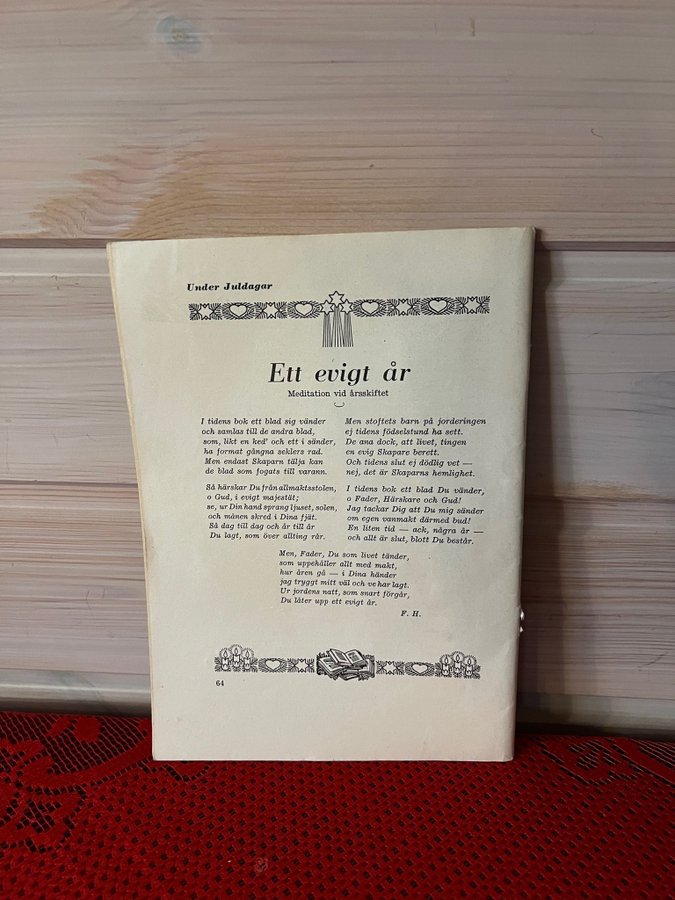 Under Juldagar
Ett evigt år
Meditation vid årsskiftet
I tidens bok ett blad sig vänder
och samlas till de andra blad,
som, likt en ked' och ett i sänder,
ha format gångna seklers rad.
Men endast Skaparn tälja kan
de blad som fogats till varann.
Så härskar Du från allmaktsstolen,
o Gud, i evigt majestät;
se, ur Din hand sprang ljuset, solen,
och månen skred i Dina fjät.
Så dag till dag och år till år
Du lagt, som över allting rår.
Men stoftets barn på jorderingen
ej tidens födselstund ha sett.
De ana dock, att livet, tingen
en evig Skapare berett.
Och tidens slut ej dödlig vet —
nej, det är Skaparns hemlighet.
I tidens bok ett blad Du vänder,
o Fader, Härskare och Gud!
Jag tackar Dig att Du mig sänder
om egen vanmakt därmed bud!
En liten tid — ack, några år —
och allt är slut, blott Du består.
Men, Fader, Du som livet tänder,
som uppehåller allt med makt,
hur åren gå — i Dina händer
jag tryggt mitt väl och ve har lagt.
Ur jordens natt, som snart förgår,
Du låter upp ett evigt år.
F. H.
64